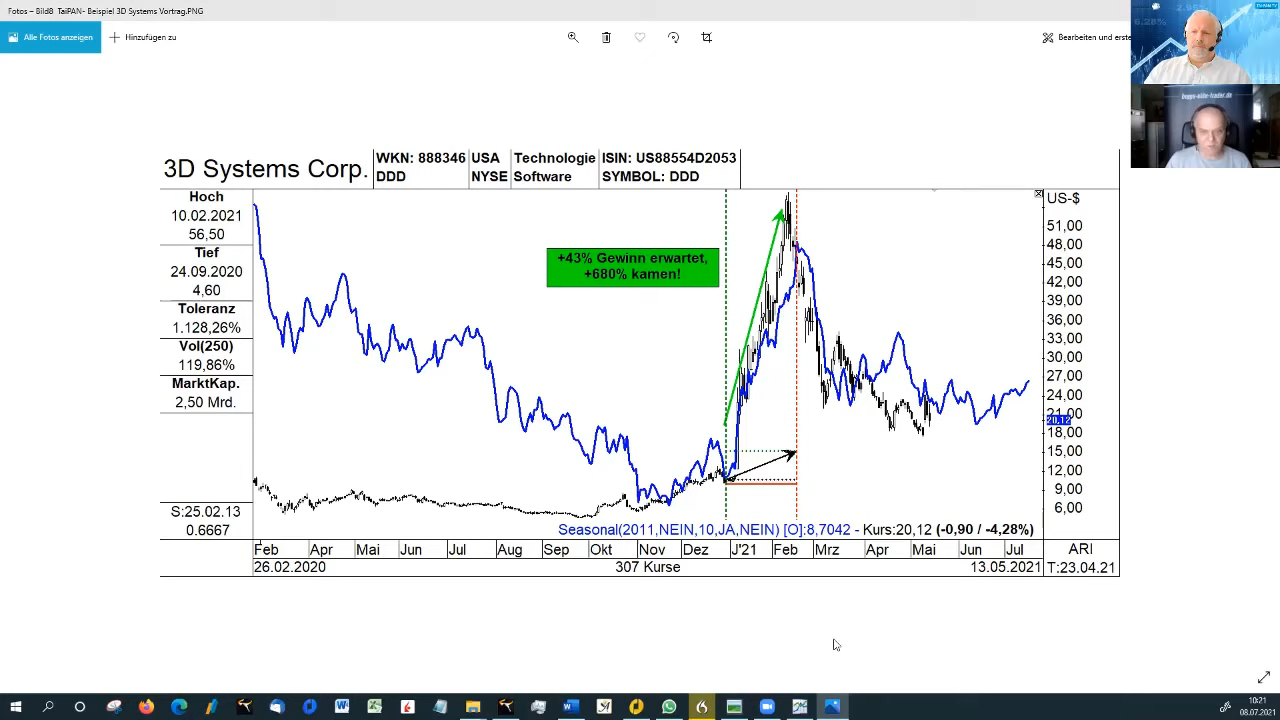 Fotos – Bild8 TaiPAN- Beispiel 3D Systems Vortrag.PNG
Alle Fotos anzeigen
Hinzufügen zu
Bearbeiten und erste
TAI-PAN TV
3D Systems Corp.
WKN: 888346
DDD
USA
NYSE
Technologie
Software
ISIN: US88554D2053
SYMBOL: DDD
Hoch
10.02.2021
56,50
Tief
24.09.2020
4,60
Toleranz
1.128,26%
Vol(250)
119,86%
MarktKap.
2,50 Mrd.
S:25.02.13
0.6667
+43% Gewinn erwartet,
+680% kamen!
US-$
51,00
48,00
45,00
42,00
39,00
36,00
33,00
30,00
27,00
24,00
21,00
20,12
18,00
15,00
12,00
9,00
6,00
Seasonal(2011,NEIN,10,JA,NEIN) [O]:8,7042 - Kurs:20,12 (-0,90 / -4,28%)
Feb Apr Mai Jun Jul Aug Sep Okt Nov Dez J'21 Feb Mrz Apr Mai Jun Jul
ARI
26.02.2020 307 Kurse 13.05.2021 T:23.04.21
10:21
08.07.2021